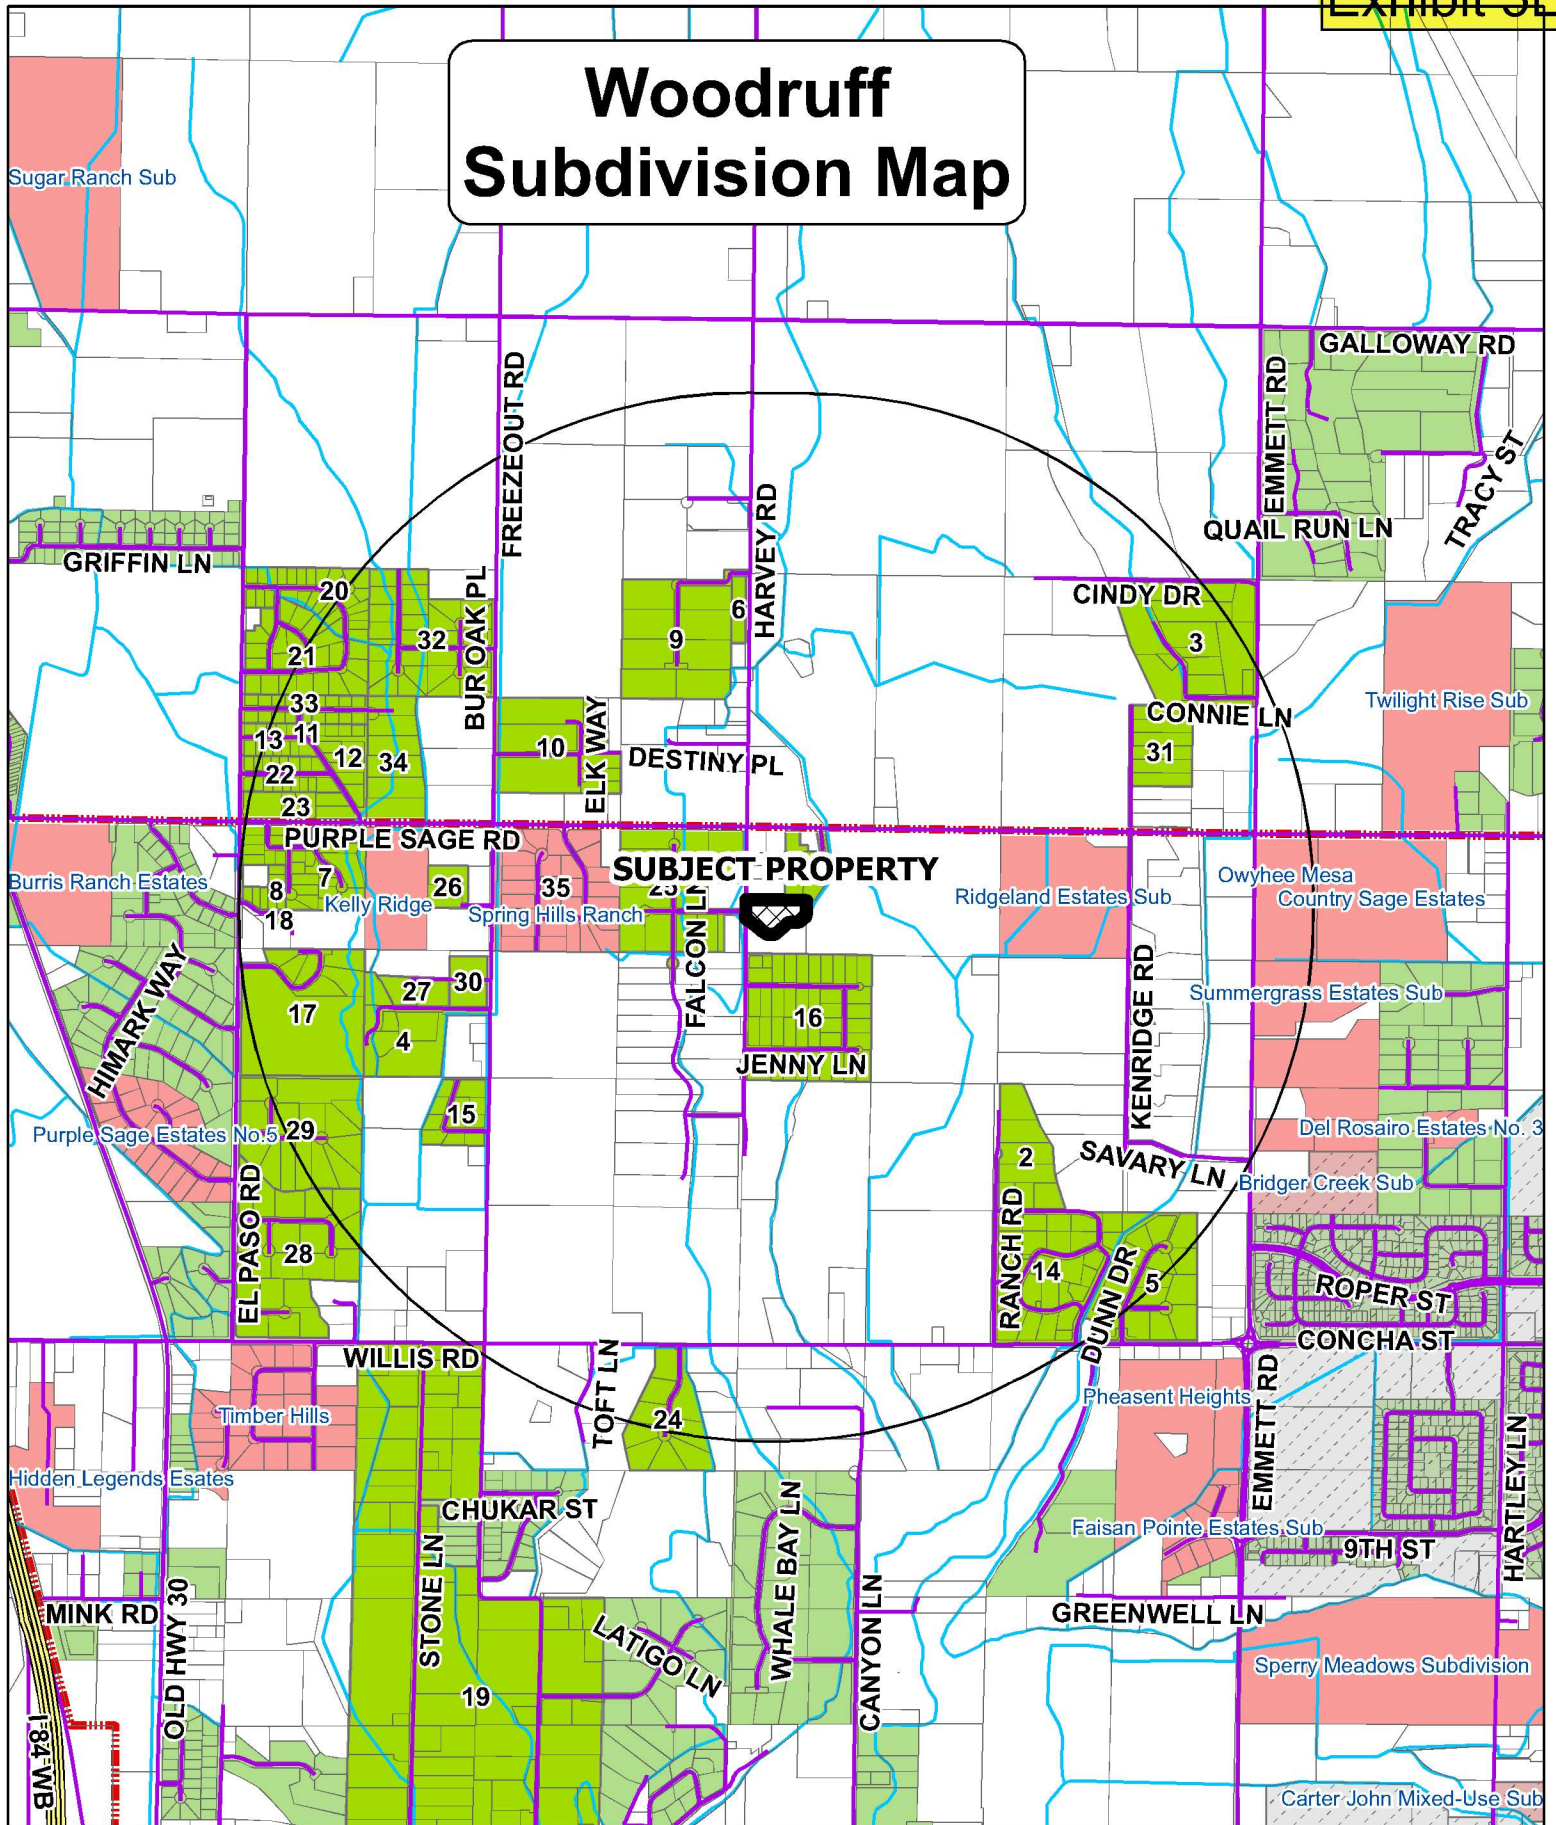 Exhibit
Woodruff
Subdivision Map
Sugar Ranch Sub
GALLOWAY RD
FREEZEOUT RD
EMMETT RD
TRACY ST
HARVEY RD
QUAIL RUN LN
GRIFFIN LN
20
CINDY DR
6
32
9
3
21
BUR OAK PL
33
Twilight Rise Sub
CONNIE LN
13
11
10
ELK WAY
12
34
DESTINY PL
31
22
23
PURPLE SAGE RD
SUBJECT PROPERTY
Burris Ranch Estates
8
7
26
35
25
Owyhee Mesa
Kelly Ridge
Ridgeland Estates Sub
Country Sage Estates
18
Spring Hills Ranch
FALCON LN
HIMARK WAY
30
27
Summergrass Estates Sub
17
16
4
KENRIDGE RD
JENNY LN
15
Purple Sage Estates No.5
29
Del Rosairo Estates No. 3
2
SAVARY LN
Bridger Creek Sub
EL PASO RD
RANCH RD
28
14
DUNN DR
5
ROPER ST
CONCHA ST
WILLIS RD
TOFT LN
Pheasent Heights
EMMETT RD
Timber Hills
24
HARTLEY LN
Hidden Legends Esates
CHUKAR ST
WHALE BAY LN
Faisan Pointe Estates Sub
9TH ST
STONE LN
MINK RD
OLD HWY 30
GREENWELL LN
LATIGO LN
CANYON LN
Sperry Meadows Subdivision
19
I 84 WB
Carter John Mixed-Use Sub